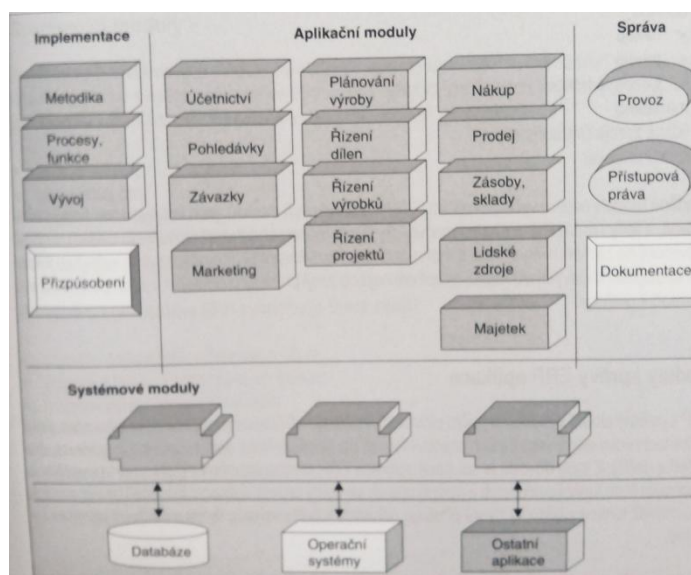 Implementace
Metodika
Procesy,
funkce
Vývoj
Přizpůsobení
Aplikační moduly
Účetnictví
Pohledávky
Závazky
Marketing
Plánování
výroby
Řízení
dílen
Řízení
výrobků
Řízení
projektů
Nákup
Prodej
Zásoby,
sklady
Lidské
zdroje
Majetek
Správa
Provoz
Přístupová
práva
Dokumentace
Systémové moduly
Databáze
Operační
systémy
Ostatní
aplikace